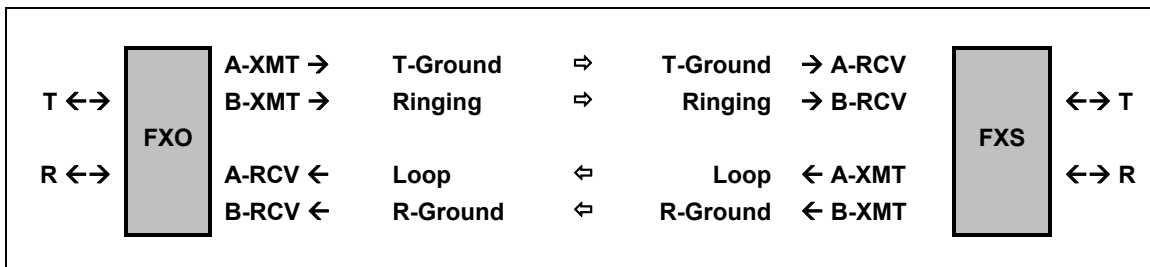 A-XMT → T-Ground ⇨ T-Ground → A-RCV
T ←→ B-XMT → Ringing ⇨ Ringing → B-RCV ←→ T
FXO FXS
R ←→ A-RCV ← Loop ⇦ Loop ← A-XMT ←→ R
B-RCV ← R-Ground ⇦ R-Ground ← B-XMT